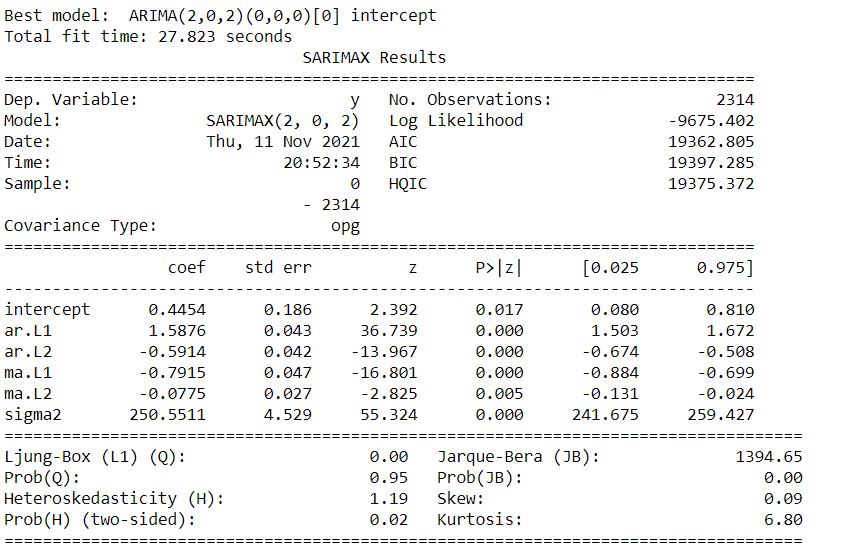 Best model:  ARIMA(2,0,2)(0,0,0)[0] intercept
Total fit time: 27.823 seconds
                               SARIMAX Results
==============================================================================
Dep. Variable:                      y   No. Observations:                 2314
Model:               SARIMAX(2, 0, 2)   Log Likelihood               -9675.402
Date:                Thu, 11 Nov 2021   AIC                          19362.805
Time:                        20:52:34   BIC                          19397.285
Sample:                             0   HQIC                         19375.372
                               - 2314
Covariance Type:                  opg
==============================================================================
                 coef    std err          z      P>|z|      [0.025      0.975]
------------------------------------------------------------------------------
intercept      0.4454      0.186      2.392      0.017       0.080       0.810
ar.L1          1.5876      0.043     36.739      0.000       1.503       1.672
ar.L2         -0.5914      0.042    -13.967      0.000      -0.674      -0.508
ma.L1         -0.7915      0.047    -16.801      0.000      -0.884      -0.699
ma.L2         -0.0775      0.027     -2.825      0.005      -0.131      -0.024
sigma2       250.5511      4.529     55.324      0.000     241.675     259.427
===================================================================================
Ljung-Box (L1) (Q):                   0.00   Jarque-Bera (JB):              1394.65
Prob(Q):                              0.95   Prob(JB):                         0.00
Heteroskedasticity (H):               1.19   Skew:                             0.09
Prob(H) (two-sided):                  0.02   Kurtosis:                         6.80
===================================================================================